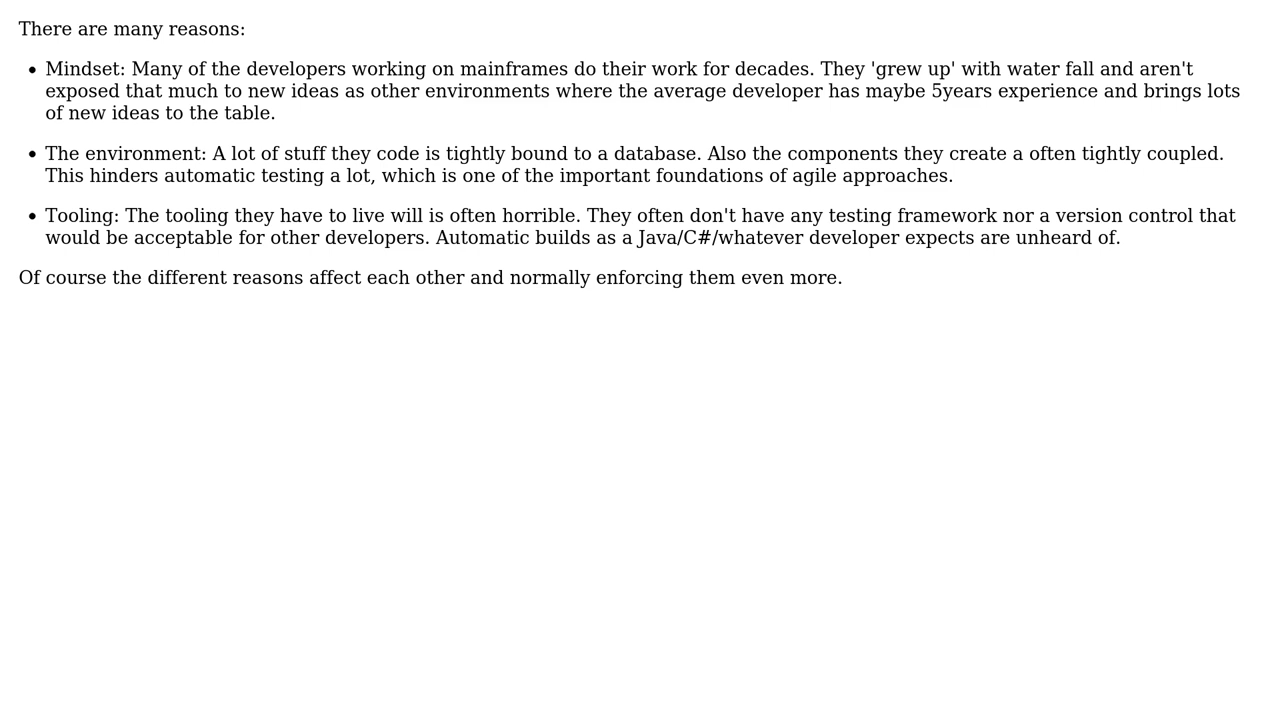 There are many reasons:
• Mindset: Many of the developers working on mainframes do their work for decades. They 'grew up' with water fall and aren't
exposed that much to new ideas as other environments where the average developer has maybe 5years experience and brings lots
of new ideas to the table.
• The environment: A lot of stuff they code is tightly bound to a database. Also the components they create a often tightly coupled.
This hinders automatic testing a lot, which is one of the important foundations of agile approaches.
• Tooling: The tooling they have to live will is often horrible. They often don't have any testing framework nor a version control that
would be acceptable for other developers. Automatic builds as a Java/C#/whatever developer expects are unheard of.
Of course the different reasons affect each other and normally enforcing them even more.